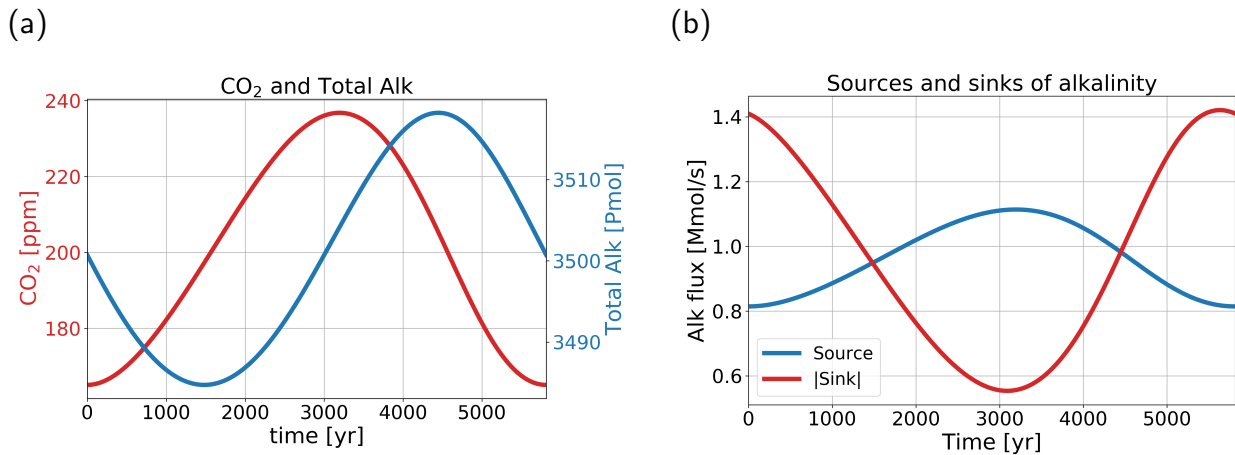 (a)
CO₂ and Total Alk
240
220
200
180
CO₂ [ppm]
3510
3500
3490
Total Alk [Pmol]
0 1000 2000 3000 4000 5000
time [yr]
(b)
Sources and sinks of alkalinity
1.4
1.2
1.0
0.8
0.6
Alk flux [Mmol/s]
Source
|Sink|
0 1000 2000 3000 4000 5000
Time [yr]